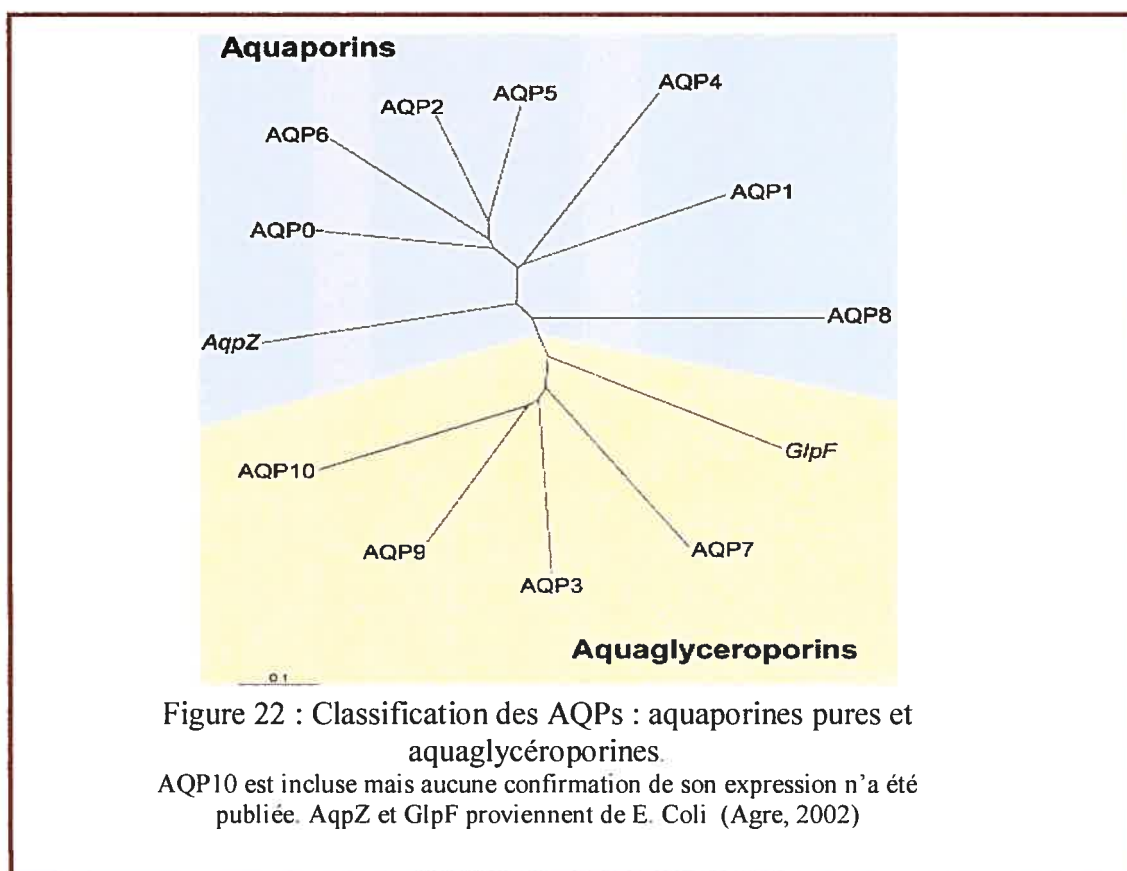 Aquaporins
AQP4
AQP5
AQP2
AQP6
AQP1
AQP0
AQP8
AqpZ
GlpF
AQP10
AQP9
AQP7
AQP3
Aquaglyceroporins
0.1
Figure 22 : Classification des AQPs : aquaporines pures et
aquaglycéroporines.
AQP10 est incluse mais aucune confirmation de son expression n'a été
publiée. AqpZ et GlpF proviennent de E. Coli (Agre, 2002)